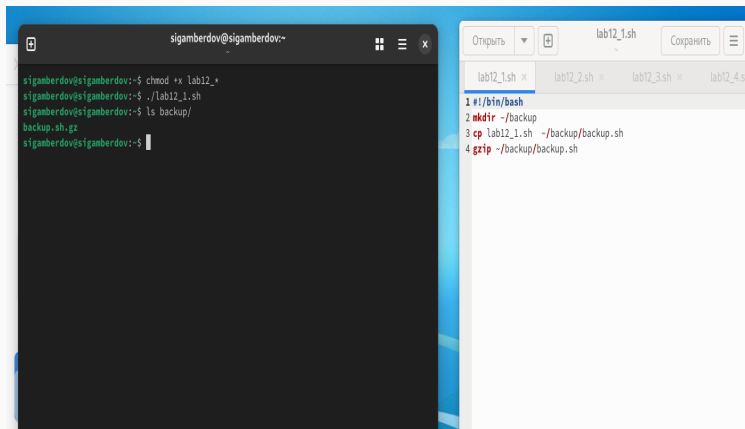 sigamberdov@sigamberdov:~
sigamberdov@sigamberdov:~$ chmod +x lab12_*
sigamberdov@sigamberdov:~$ ./lab12_1.sh
sigamberdov@sigamberdov:~$ ls backup/
backup.sh.gz
sigamberdov@sigamberdov:~$
Открыть lab12_1.sh Сохранить
lab12_1.sh × lab12_2.sh × lab12_3.sh × lab12_4.s
1 #!/bin/bash
2 mkdir ~/backup
3 cp lab12_1.sh  ~/backup/backup.sh
4 gzip ~/backup/backup.sh